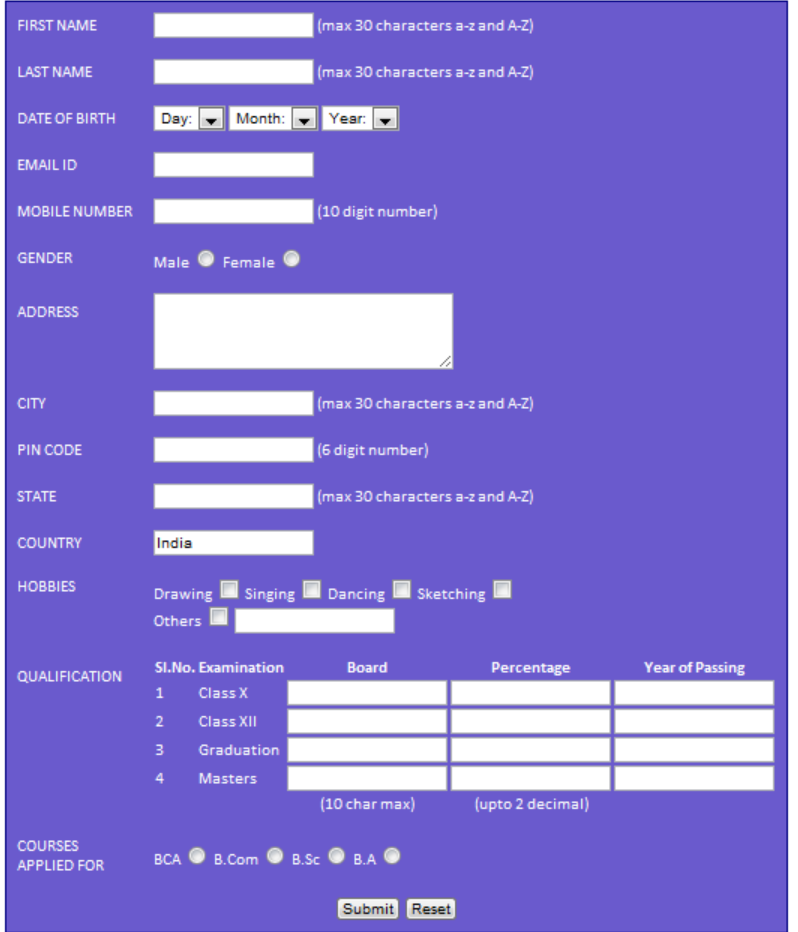 FIRST NAME (max 30 characters a-z and A-Z)
LAST NAME (max 30 characters a-z and A-Z)
DATE OF BIRTH Day: Month: Year:
EMAIL ID
MOBILE NUMBER (10 digit number)
GENDER Male Female
ADDRESS
CITY (max 30 characters a-z and A-Z)
PIN CODE (6 digit number)
STATE (max 30 characters a-z and A-Z)
COUNTRY India
HOBBIES Drawing Singing Dancing Sketching
Others
QUALIFICATION Sl.No. Examination Board Percentage Year of Passing
1 Class X
2 Class XII
3 Graduation
4 Masters
(10 char max) (upto 2 decimal)
COURSES
APPLIED FOR BCA B.Com B.Sc B.A
Submit Reset